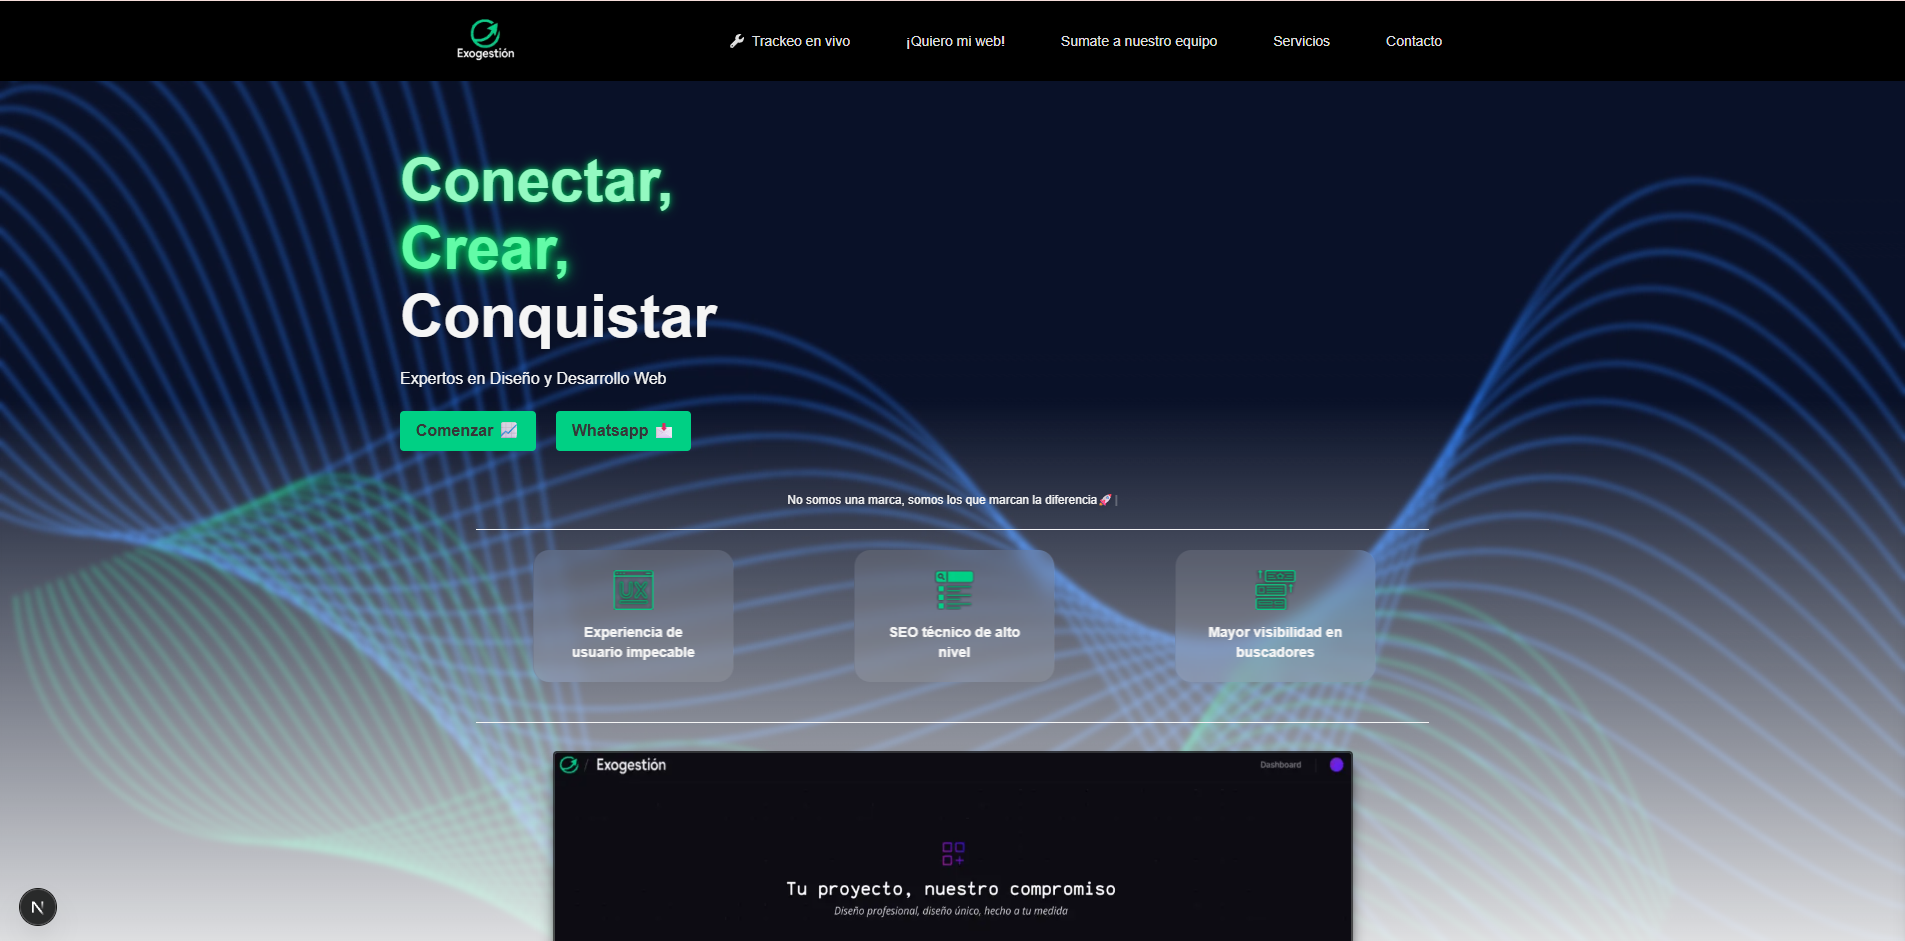 Exogestión
Trackeo en vivo
¡Quiero mi web!
Sumate a nuestro equipo
Servicios
Contacto
Conectar,
Crear,
Conquistar
Expertos en Diseño y Desarrollo Web
Comenzar
Whatsapp
No somos una marca, somos los que marcan la diferencia🚀|
UX
Experiencia de
usuario impecable
SEO técnico de alto
nivel
Mayor visibilidad en
buscadores
/ Exogestión
Dashboard
Tu proyecto, nuestro compromiso
Diseño profesional, diseño único, hecho a tu medida
N